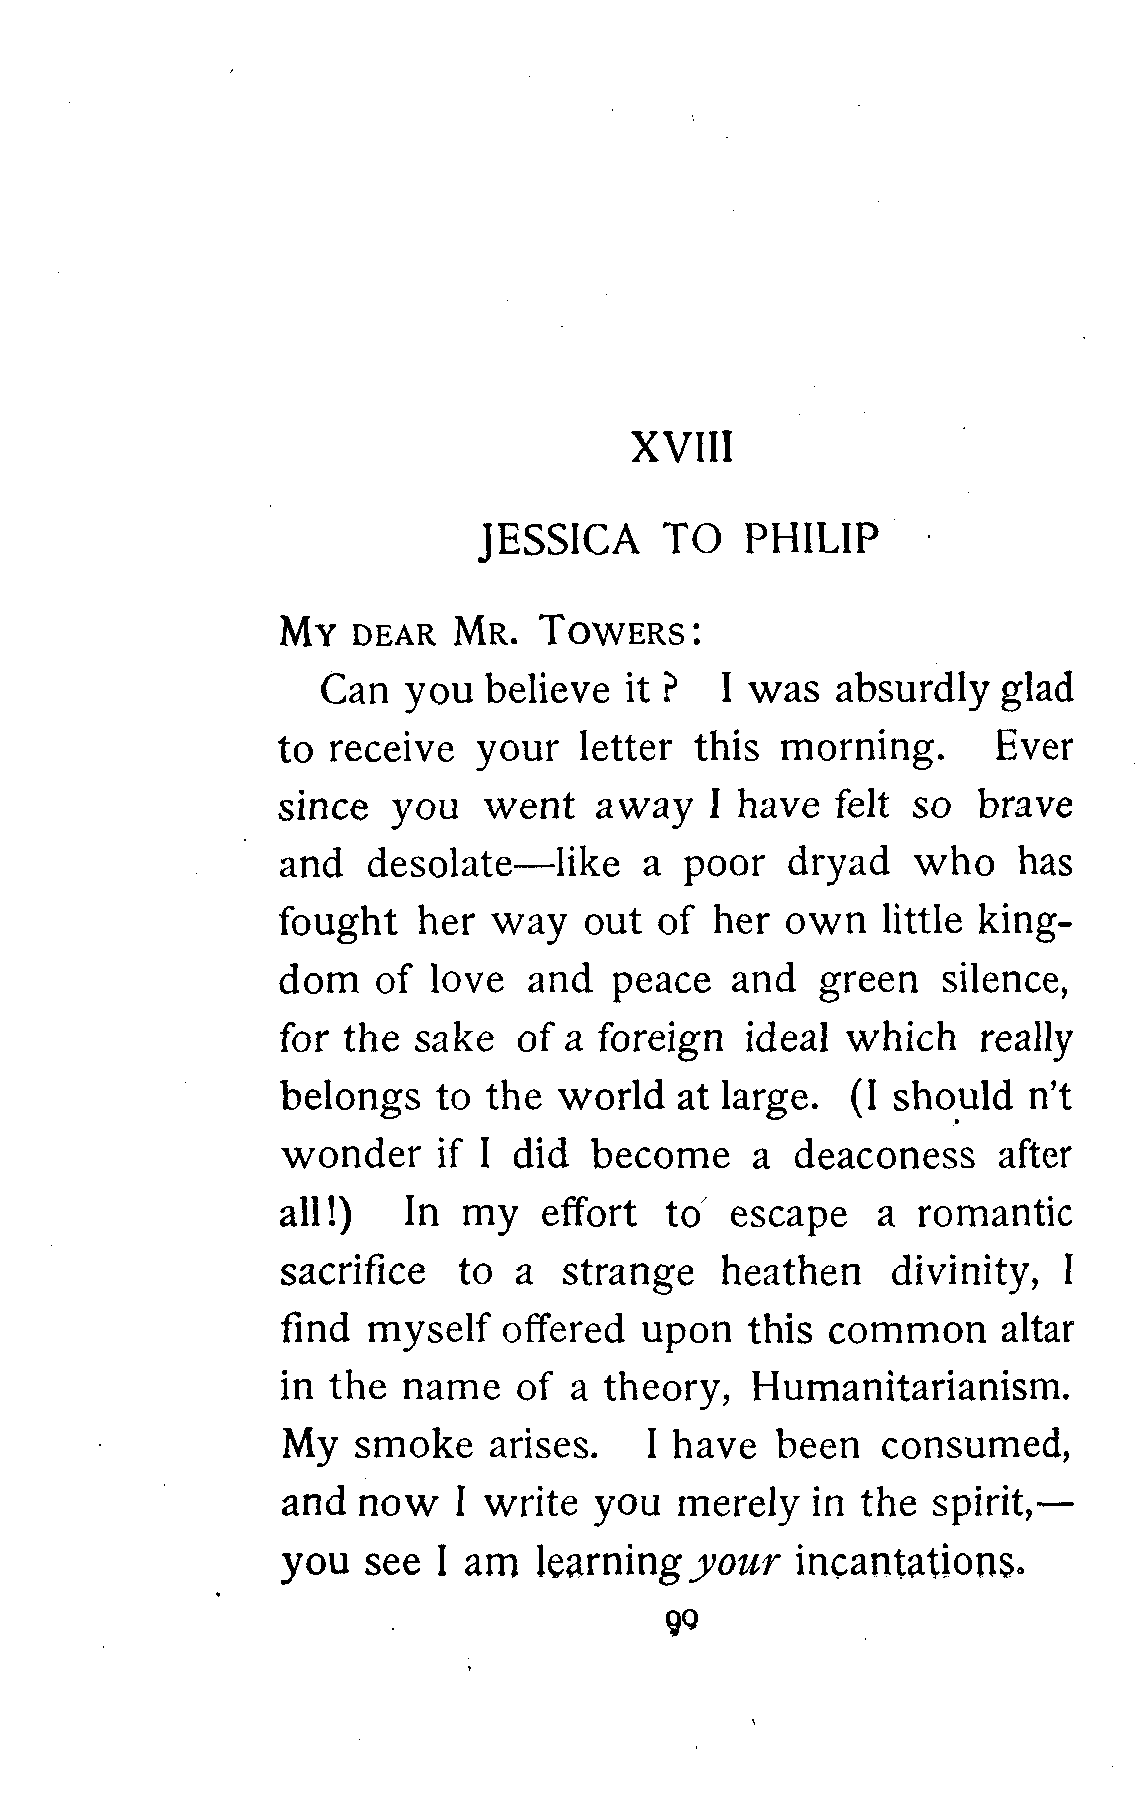 XVIII
JESSICA TO PHILIP
MY DEAR MR. TOWERS:
Can you believe it ? I was absurdly glad
to receive your letter this morning. Ever
since you went away I have felt so brave
and desolate—like a poor dryad who has
fought her way out of her own little king-
dom of love and peace and green silence,
for the sake of a foreign ideal which really
belongs to the world at large. (I should n't
wonder if I did become a deaconess after
all!) In my effort to escape a romantic
sacrifice to a strange heathen divinity, I
find myself offered upon this common altar
in the name of a theory, Humanitarianism.
My smoke arises. I have been consumed,
and now I write you merely in the spirit,—
you see I am learning your incantations.
99